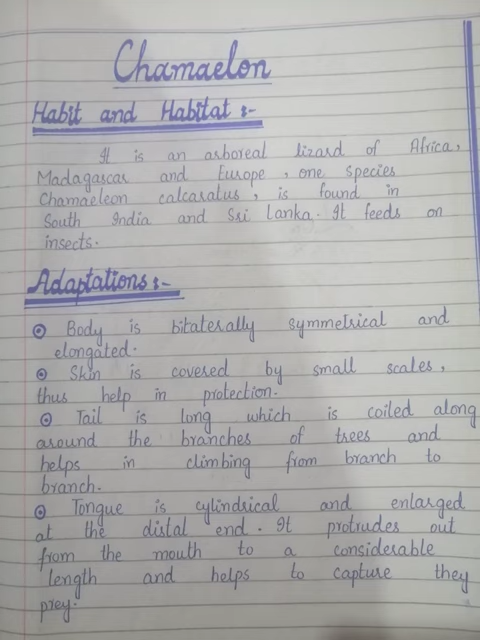 Chamaelon
Habit and Habitat :-
It is an arboreal lizard of Africa,
Madagascar and Europe, one species
Chamaeleon calcaratus, is found in
South India and Sri Lanka. It feeds on
insects.
Adaptations :-
Body is bitaterally symmetrical and
elongated.
Skin is covered by small scales,
thus help in protection.
Tail is long which is coiled along
around the branches of trees and
helps in climbing from branch to
branch.
Tongue is cylindrical and enlarged
at the distal end. It protrudes out
from the mouth to a considerable
length and helps to capture they
prey.